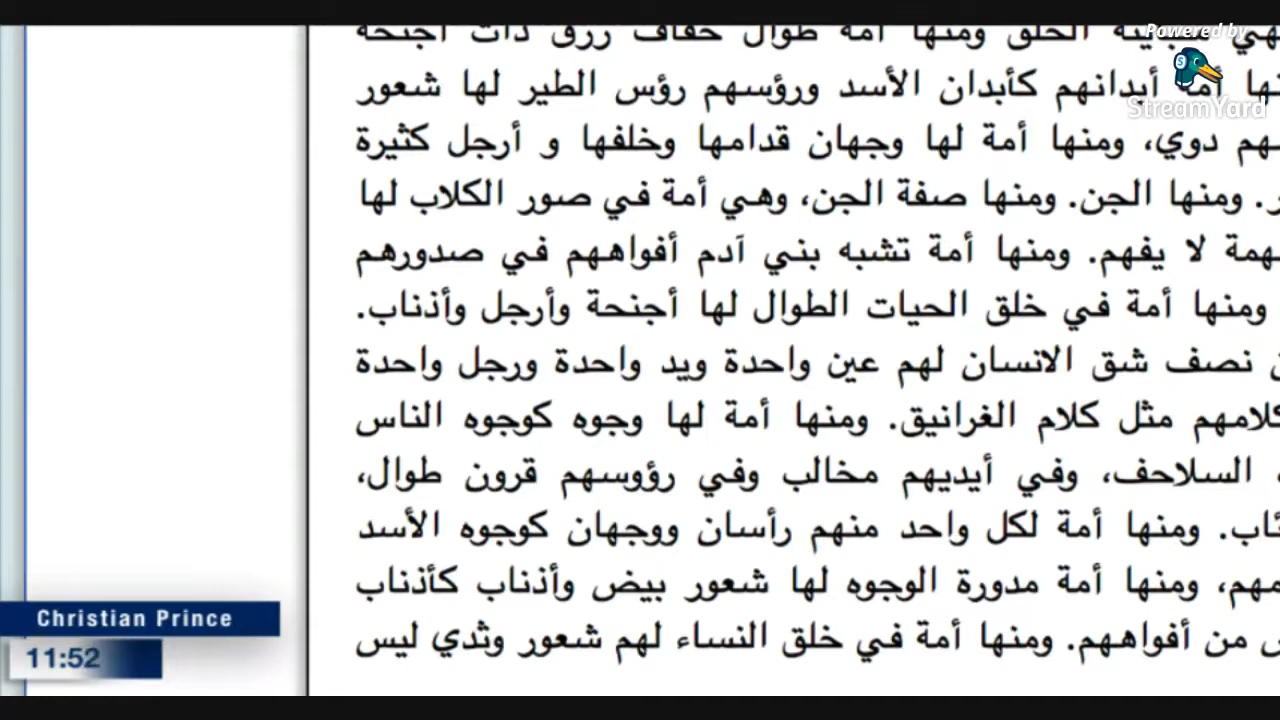 الخلق ومنها أمة طوال خفاف زرق ذات أجنحة
أمة أبدانهم كأبدان الأسد ورؤسهم رؤس الطير لها شعور
دوي، ومنها أمة لها وجهان قدامها وخلفها و أرجل كثيرة
ومنها الجن. ومنها صفة الجن، وهي أمة في صور الكلاب لها
لا يفهم. ومنها أمة تشبه بني آدم أفواههم في صدورهم
ومنها أمة في خلق الحيات الطوال لها أجنحة وأرجل وأذناب.
نصف شق الانسان لهم عين واحدة ويد واحدة ورجل واحدة
مثل كلام الغرانيق. ومنها أمة لها وجوه كوجوه الناس
السلاحف، وفي أيديهم مخالب وفي رؤوسهم قرون طوال،
ومنها أمة لكل واحد منهم رأسان ووجهان كوجوه الأسد
ومنها أمة مدورة الوجوه لها شعور بيض وأذناب كأذناب
من أفواههم. ومنها أمة في خلق النساء لهم شعور وثدي ليس
Powered by
StreamYard
Christian Prince
11:52